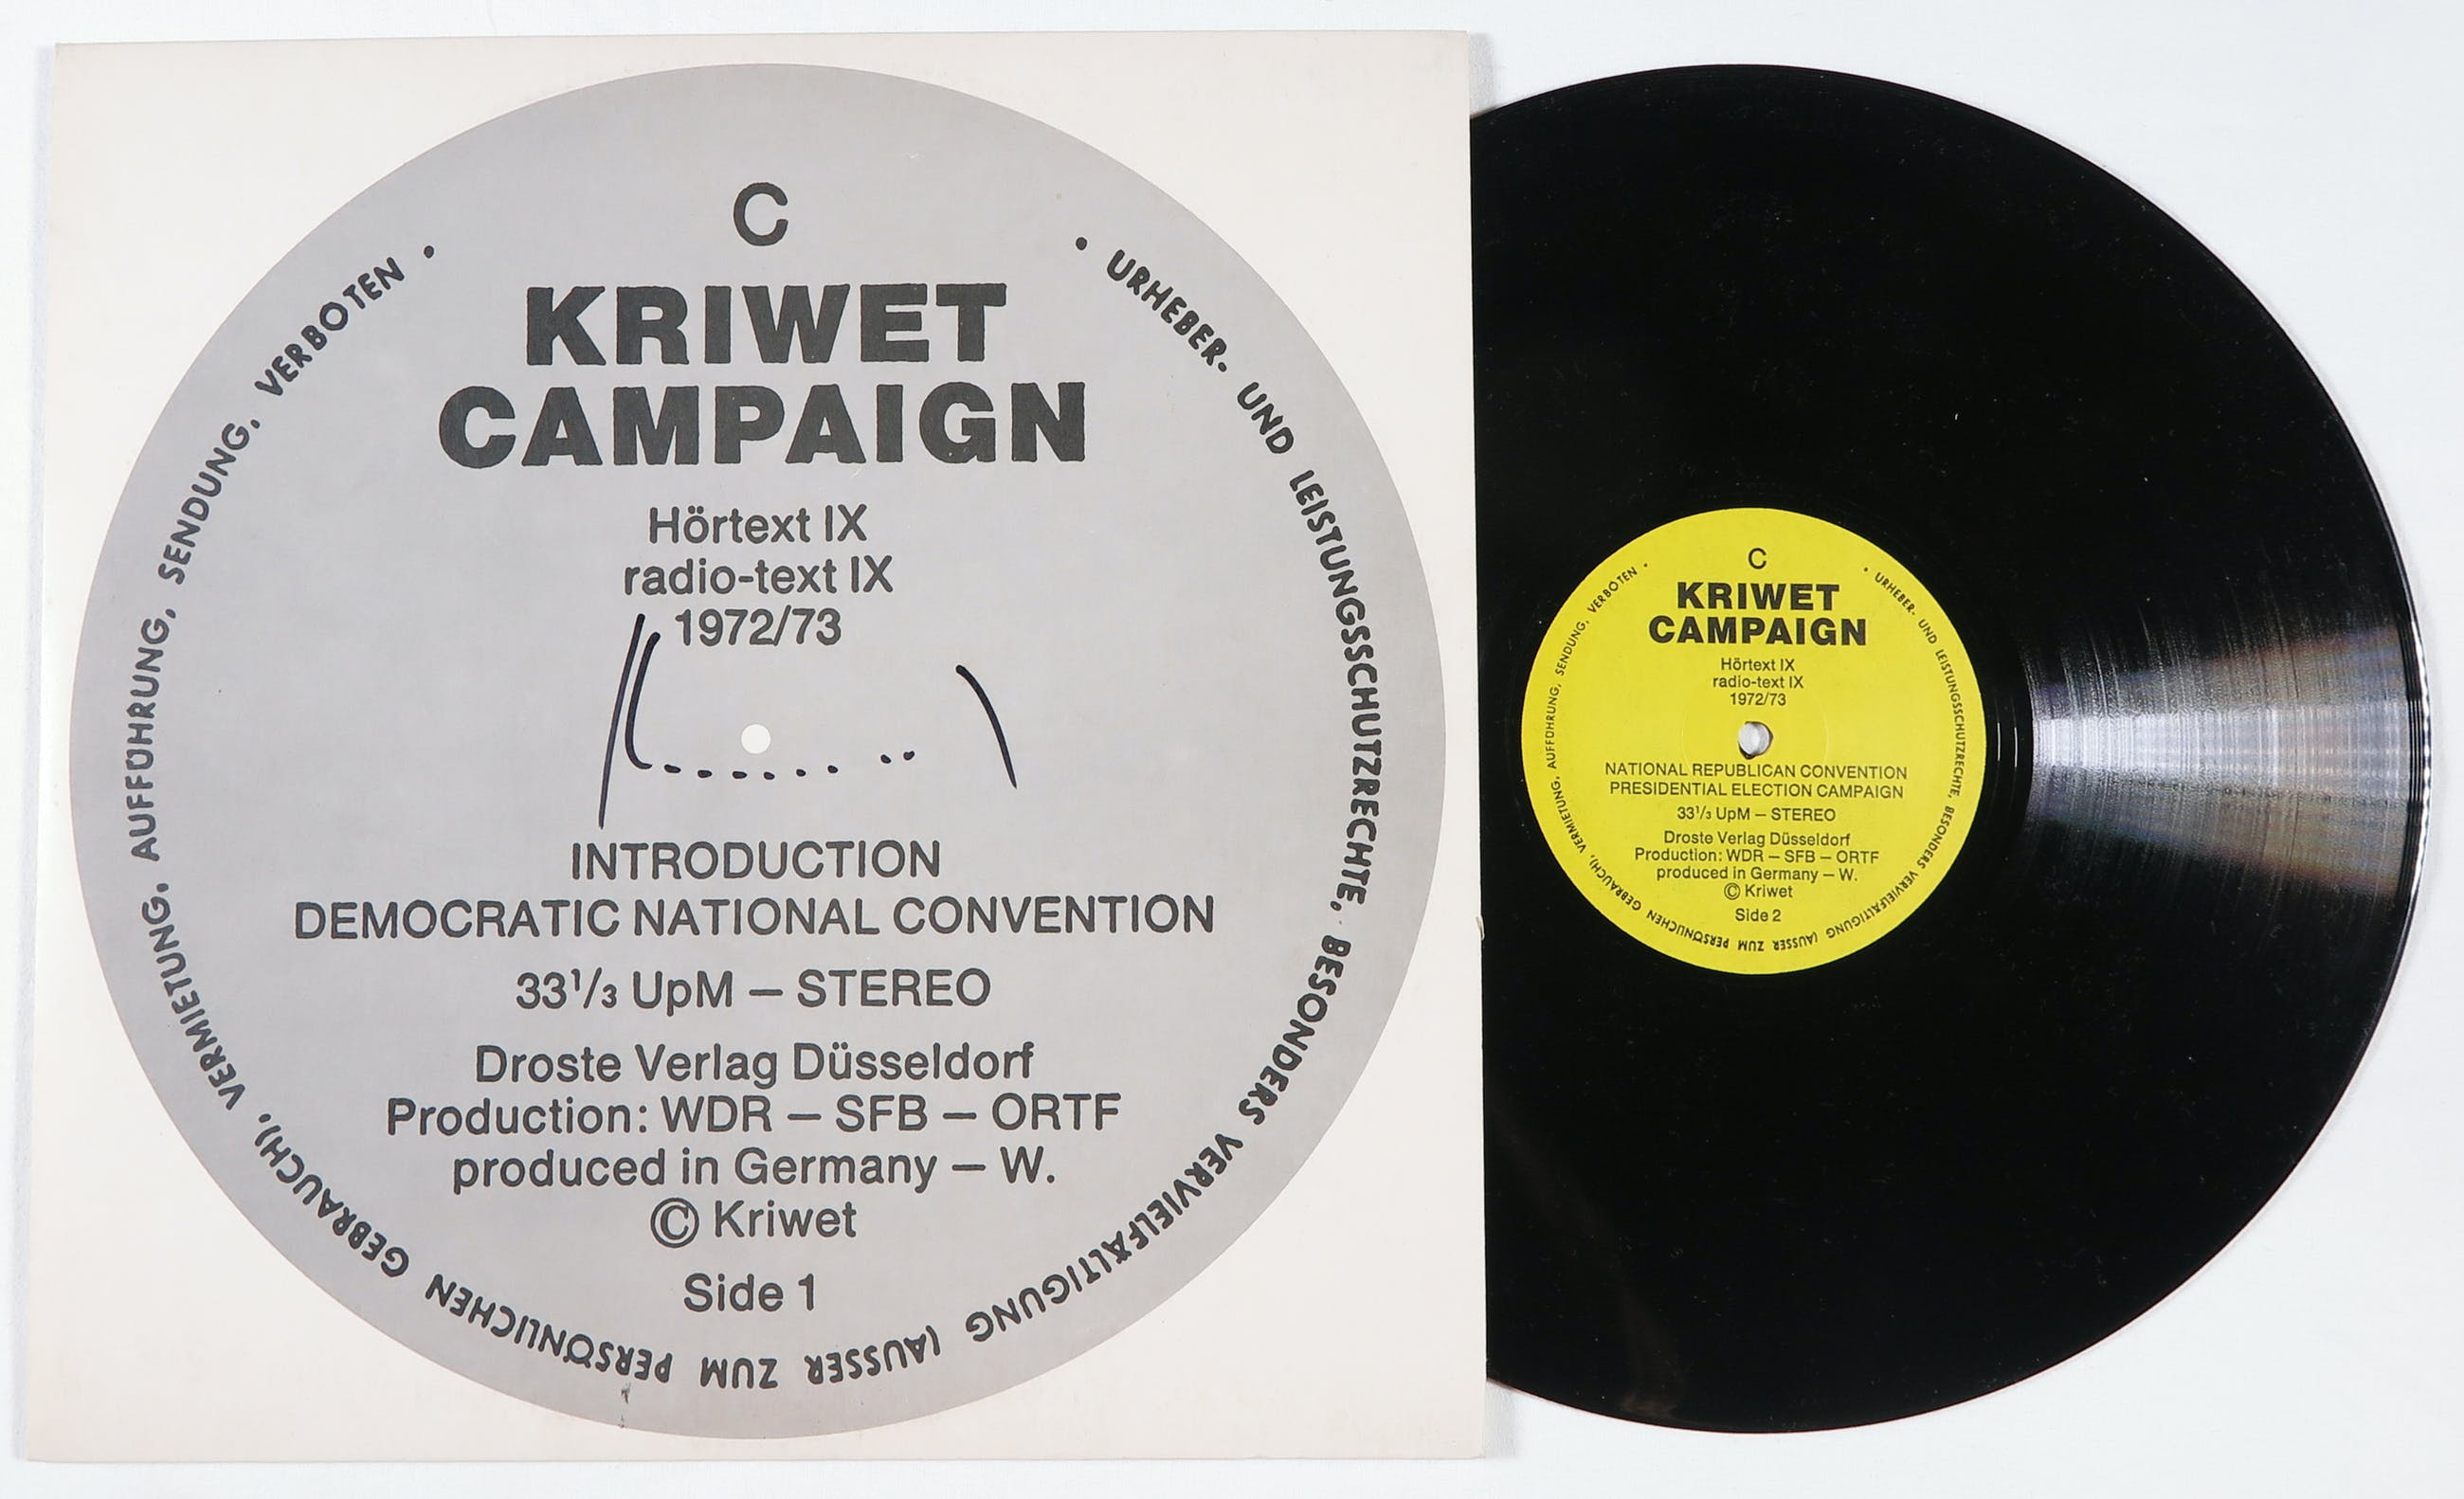 C
KRIWET
CAMPAIGN
Hörtext IX
radio-text IX
1972/73
INTRODUCTION
DEMOCRATIC NATIONAL CONVENTION
33¹/₃ UpM – STEREO
Droste Verlag Düsseldorf
Production: WDR – SFB – ORTF
produced in Germany – W.
© Kriwet
Side 1
• URHEBER- UND LEISTUNGSSCHUTZRECHTE, BESONDERS VERVIELFÄLTIGUNG (AUSSER ZUM PERSÖNLICHEN GEBRAUCH), VERMIETUNG, AUFFÜHRUNG, SENDUNG, VERBOTEN •
C
KRIWET
CAMPAIGN
Hörtext IX
radio-text IX
1972/73
NATIONAL REPUBLICAN CONVENTION
PRESIDENTIAL ELECTION CAMPAIGN
33¹/₃ UpM – STEREO
Droste Verlag Düsseldorf
Production: WDR – SFB – ORTF
produced in Germany – W.
© Kriwet
Side 2
• URHEBER- UND LEISTUNGSSCHUTZRECHTE, BESONDERS VERVIELFÄLTIGUNG (AUSSER ZUM PERSÖNLICHEN GEBRAUCH), VERMIETUNG, AUFFÜHRUNG, SENDUNG, VERBOTEN •